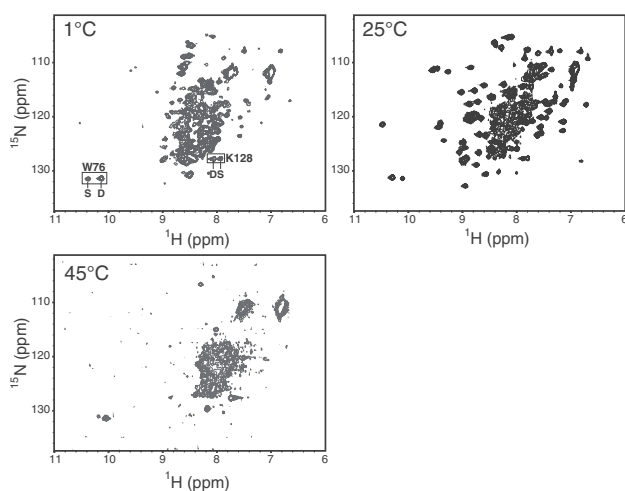 1°C
25°C
110
120
130
15N (ppm)
W76
S D
K128
DS
11 10 9 8 7 6
1H (ppm)
110
120
130
15N (ppm)
11 10 9 8 7 6
1H (ppm)
45°C
110
120
130
15N (ppm)
11 10 9 8 7 6
1H (ppm)